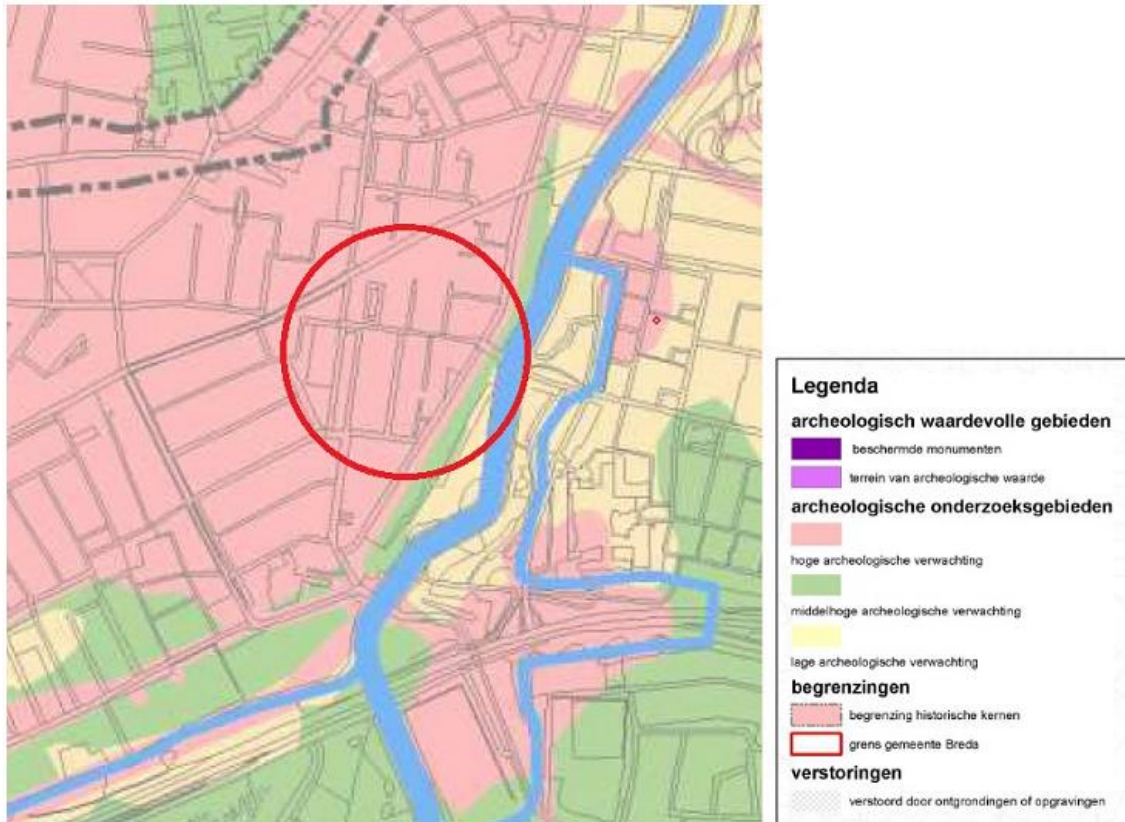 Legenda
archeologisch waardevolle gebieden
beschermde monumenten
terrein van archeologische waarde
archeologische onderzoeksgebieden
hoge archeologische verwachting
middelhoge archeologische verwachting
lage archeologische verwachting
begrenzingen
begrenzing historische kernen
grens gemeente Breda
verstoringen
verstoord door ontgrondingen of opgravingen